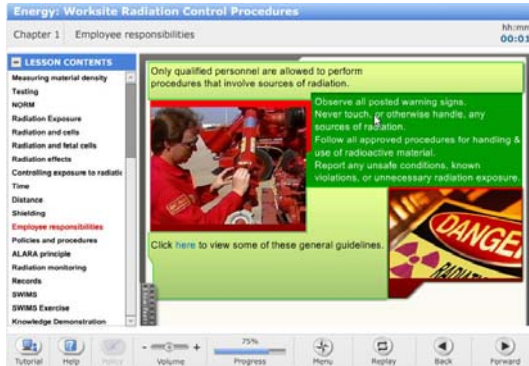 Energy: Worksite Radiation Control Procedures
Chapter 1 Employee responsibilities
hh:mm
00:01
LESSON CONTENTS
Measuring material density
Testing
NORM
Radiation Exposure
Radiation and cells
Radiation and fetal cells
Radiation effects
Controlling exposure to radiatio
Time
Distance
Shielding
Employee responsibilities
Policies and procedures
ALARA principle
Radiation monitoring
Records
SWIMS
SWIMS Exercise
Knowledge Demonstration
Only qualified personnel are allowed to perform
procedures that involve sources of radiation.
Observe all posted warning signs.
Never touch, or otherwise handle, any
sources of radiation.
Follow all approved procedures for handling &
use of radioactive material.
Report any unsafe conditions, known
violations, or unnecessary radiation exposure.
Click here to view some of these general guidelines.
DANGE
RADIATI
- +
75%
Tutorial Help Policy Volume Progress Menu Replay Back Forward